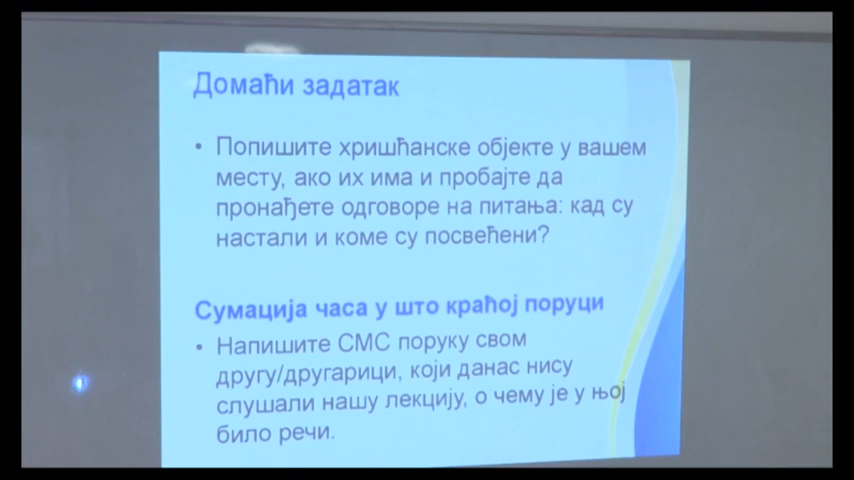 Домаћи задатак
• Попишите хришћанске објекте у вашем
месту, ако их има и пробајте да
пронађете одговоре на питања: кад су
настали и коме су посвећени?
Сумација часа у што краћој поруци
• Напишите СМС поруку свом
другу/другарици, који данас нису
слушали нашу лекцију, о чему је у њој
било речи.